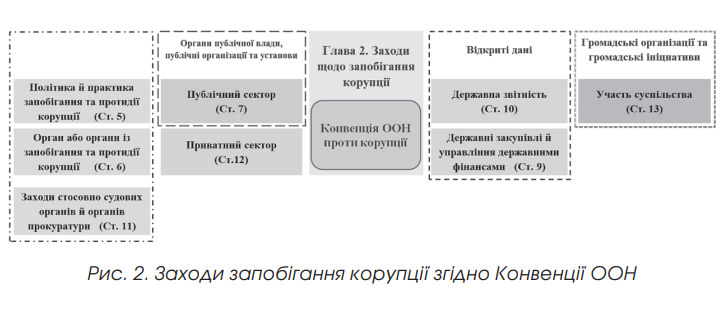 Політика й практика
запобігання та протидії
корупції (Ст. 5)
Орган або органи із
запобігання та протидії
корупції (Ст. 6)
Заходи стосовно судових
органів й органів
прокуратури (Ст. 11)
Органи публічної влади,
публічні організації та установи
Публічний сектор
(Ст. 7)
Приватний сектор
(Ст.12)
Глава 2. Заходи
щодо запобігання
корупції
Конвенція ООН
проти корупції
Відкриті дані
Державна звітність
(Ст. 10)
Державні закупівлі й
управління державними
фінансами (Ст. 9)
Громадські організації та
громадські ініциативи
Участь суспільства
(Ст. 13)
Рис. 2. Заходи запобігання корупції згідно Конвенції ООН